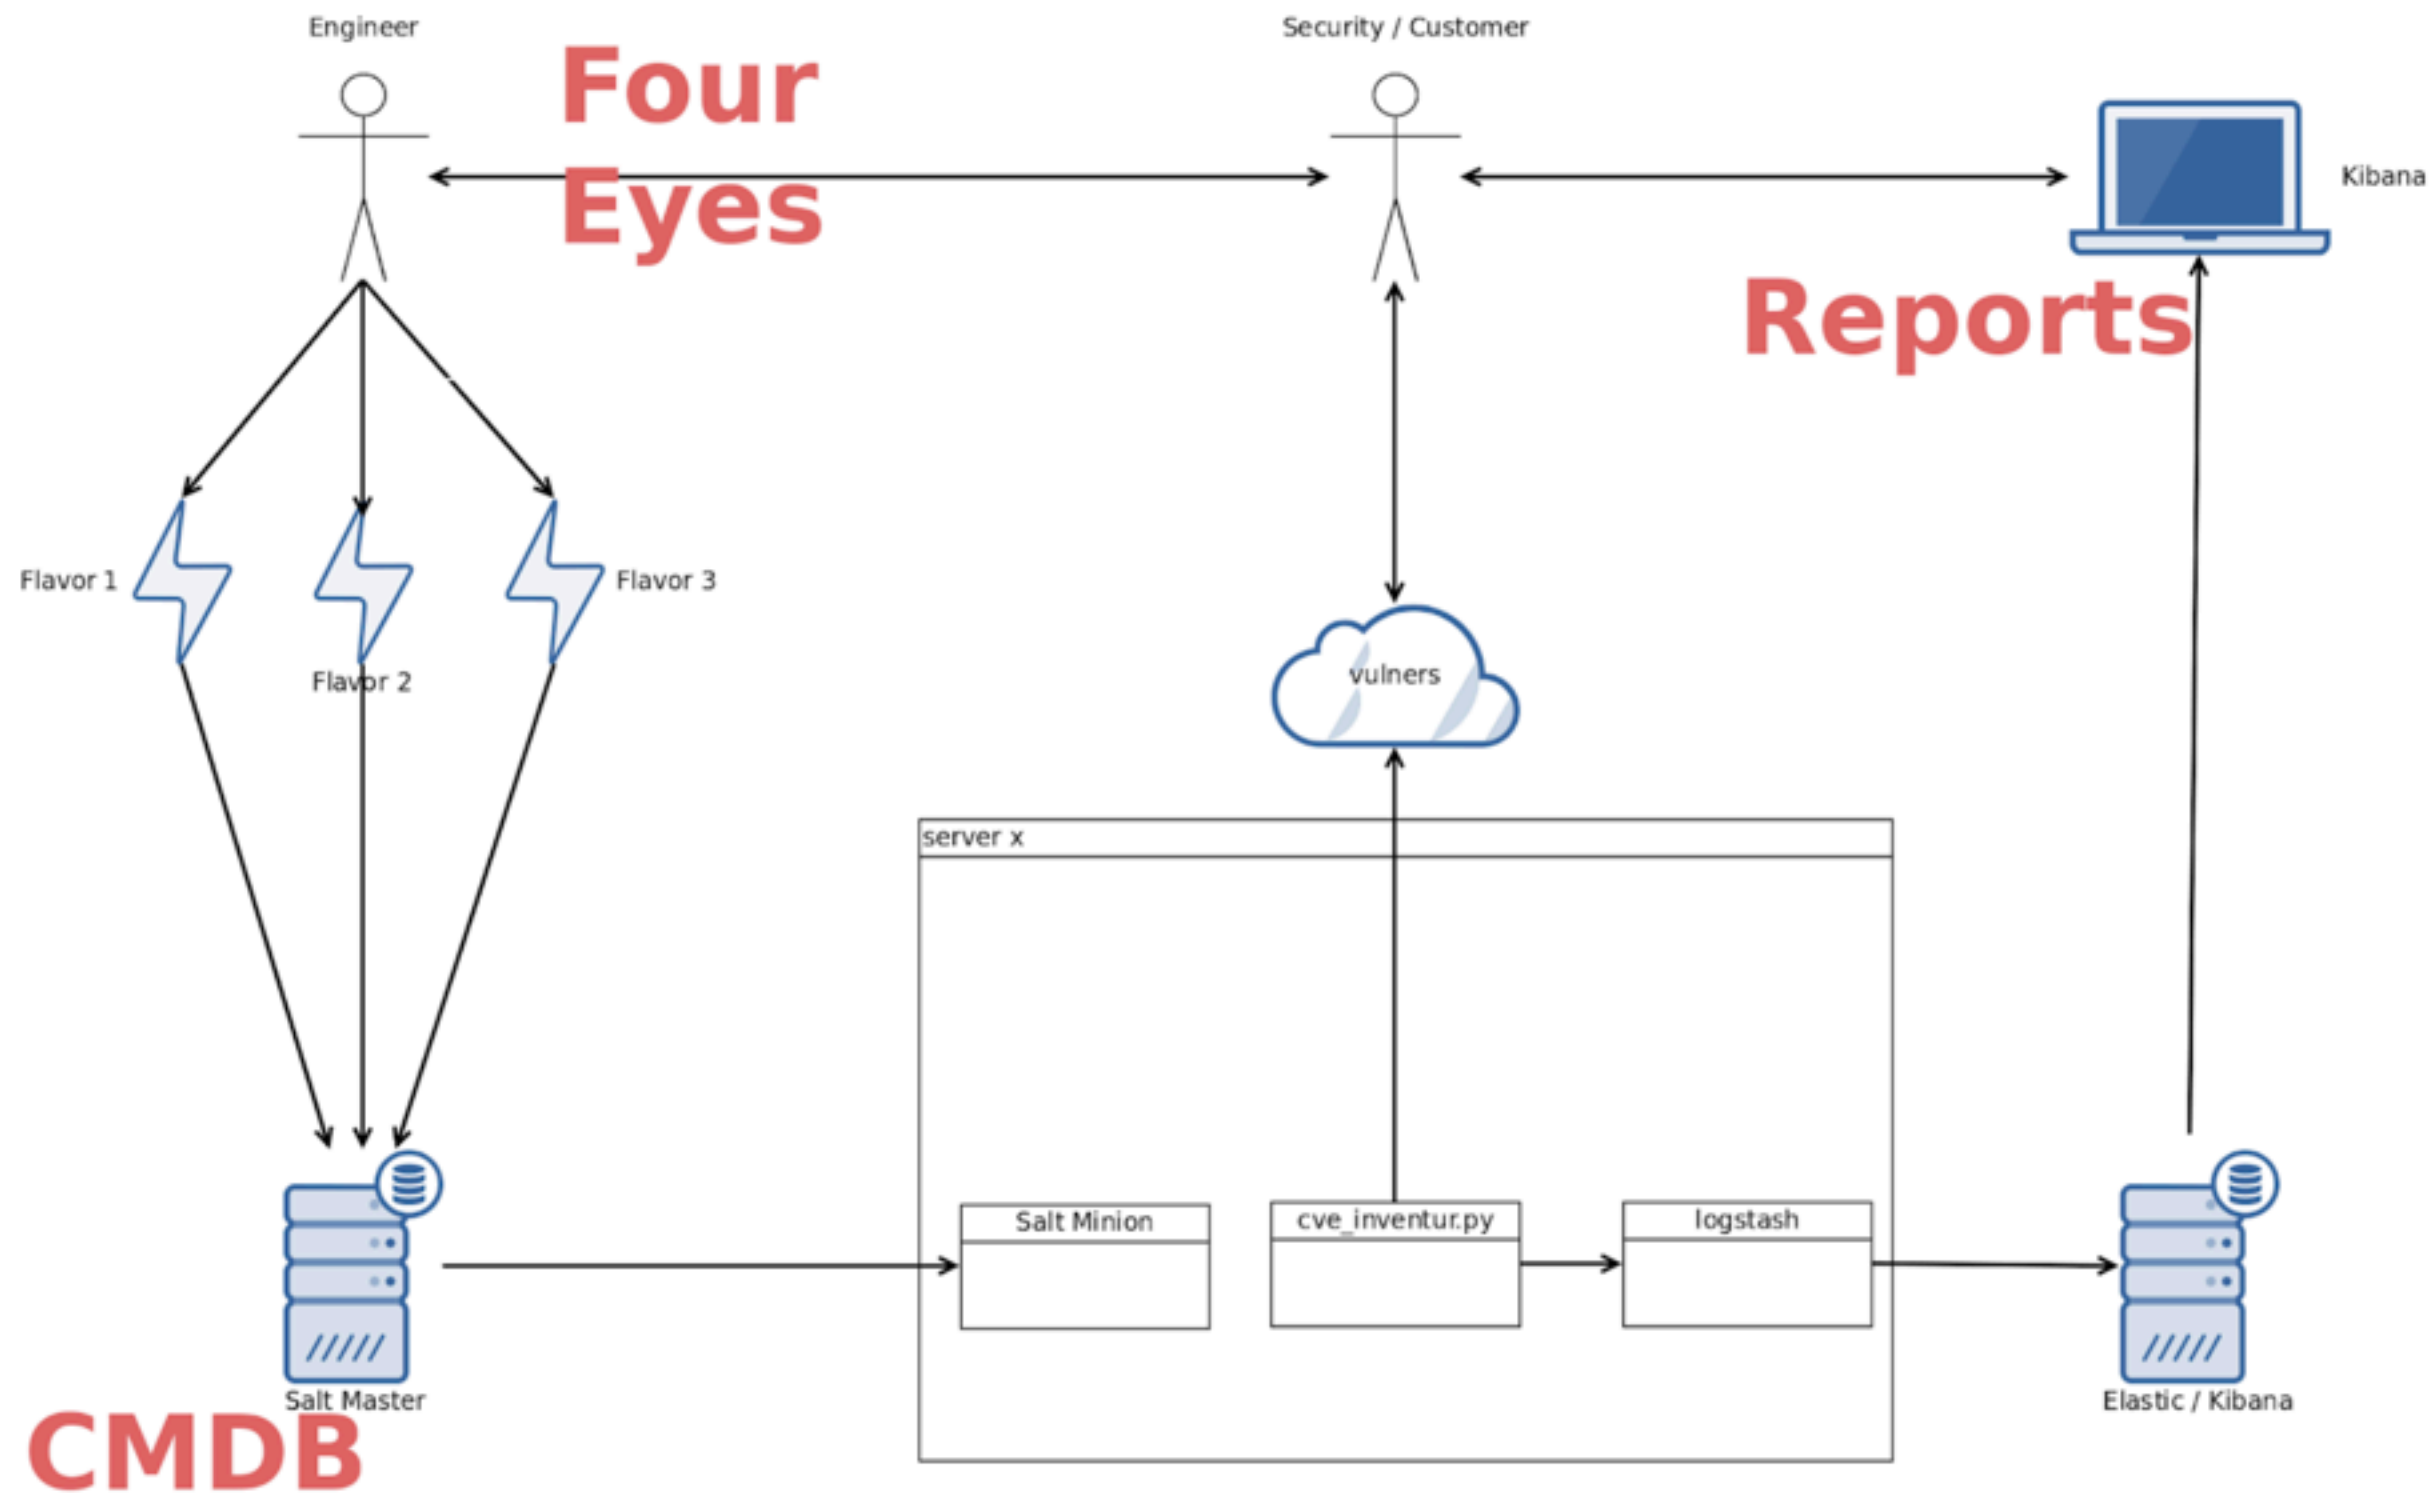 Engineer
Security / Customer
Four
Eyes
Kibana
Reports
Flavor 1
Flavor 3
Flavor 2
vulners
server x
Salt Minion
cve_inventur.py
logstash
Salt Master
Elastic / Kibana
CMDB